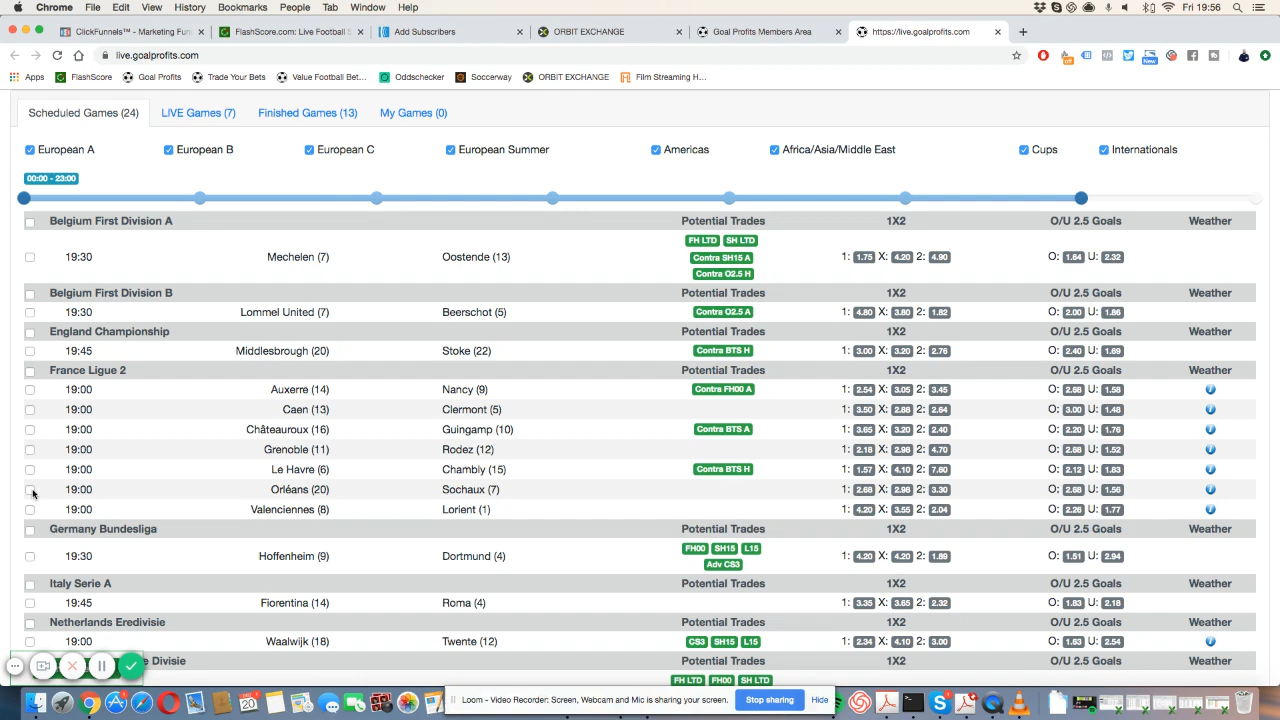 Chrome File Edit View History Bookmarks People Tab Window Help Fri 19:56
ClickFunnels™ - Marketing Fun FlashScore.com: Live Football S Add Subscribers ORBIT EXCHANGE Goal Profits Members Area https://live.goalprofits.com
live.goalprofits.com
Apps FlashScore Goal Profits Trade Your Bets Value Football Bet... Oddschecker Soccerway ORBIT EXCHANGE Film Streaming H...
Scheduled Games (24) LIVE Games (7) Finished Games (13) My Games (0)
European A European B European C European Summer Americas Africa/Asia/Middle East Cups Internationals
00:00 - 23:00
Belgium First Division A Potential Trades 1X2 O/U 2.5 Goals Weather
FH LTD SH LTD
19:30 Mechelen (7) Oostende (13) Contra SH15 A 1: 1.75 X: 4.20 2: 4.90 O: 1.64 U: 2.32
Contra O2.5 H
Belgium First Division B Potential Trades 1X2 O/U 2.5 Goals Weather
19:30 Lommel United (7) Beerschot (5) Contra O2.5 A 1: 4.80 X: 3.80 2: 1.82 O: 2.00 U: 1.86
England Championship Potential Trades 1X2 O/U 2.5 Goals Weather
19:45 Middlesbrough (20) Stoke (22) Contra BTS H 1: 3.00 X: 3.20 2: 2.76 O: 2.40 U: 1.69
France Ligue 2 Potential Trades 1X2 O/U 2.5 Goals Weather
19:00 Auxerre (14) Nancy (9) Contra FH00 A 1: 2.54 X: 3.05 2: 3.45 O: 2.68 U: 1.58
19:00 Caen (13) Clermont (5) 1: 3.50 X: 2.88 2: 2.64 O: 3.00 U: 1.48
19:00 Châteauroux (16) Guingamp (10) Contra BTS A 1: 3.65 X: 3.20 2: 2.40 O: 2.20 U: 1.76
19:00 Grenoble (11) Rodez (12) 1: 2.18 X: 2.98 2: 4.70 O: 2.68 U: 1.52
19:00 Le Havre (6) Chambly (15) Contra BTS H 1: 1.57 X: 4.10 2: 7.60 O: 2.12 U: 1.83
19:00 Orléans (20) Sochaux (7) 1: 2.68 X: 2.98 2: 3.30 O: 2.68 U: 1.56
19:00 Valenciennes (8) Lorient (1) 1: 4.20 X: 3.55 2: 2.04 O: 2.26 U: 1.77
Germany Bundesliga Potential Trades 1X2 O/U 2.5 Goals Weather
FH00 SH15 L15
19:30 Hoffenheim (9) Dortmund (4) 1: 4.20 X: 4.20 2: 1.89 O: 1.51 U: 2.94
Adv CS3
Italy Serie A Potential Trades 1X2 O/U 2.5 Goals Weather
19:45 Fiorentina (14) Roma (4) 1: 3.35 X: 3.65 2: 2.32 O: 1.83 U: 2.18
Netherlands Eredivisie Potential Trades 1X2 O/U 2.5 Goals Weather
19:00 Waalwijk (18) Twente (12) CS3 SH15 L15 1: 2.34 X: 4.10 2: 3.00 O: 1.63 U: 2.54
Divisie Potential Trades 1X2 O/U 2.5 Goals Weather
FH LTD FH00 SH LTD
Loom - Video Recorder: Screen, Webcam and Mic is sharing your screen. Stop sharing Hide